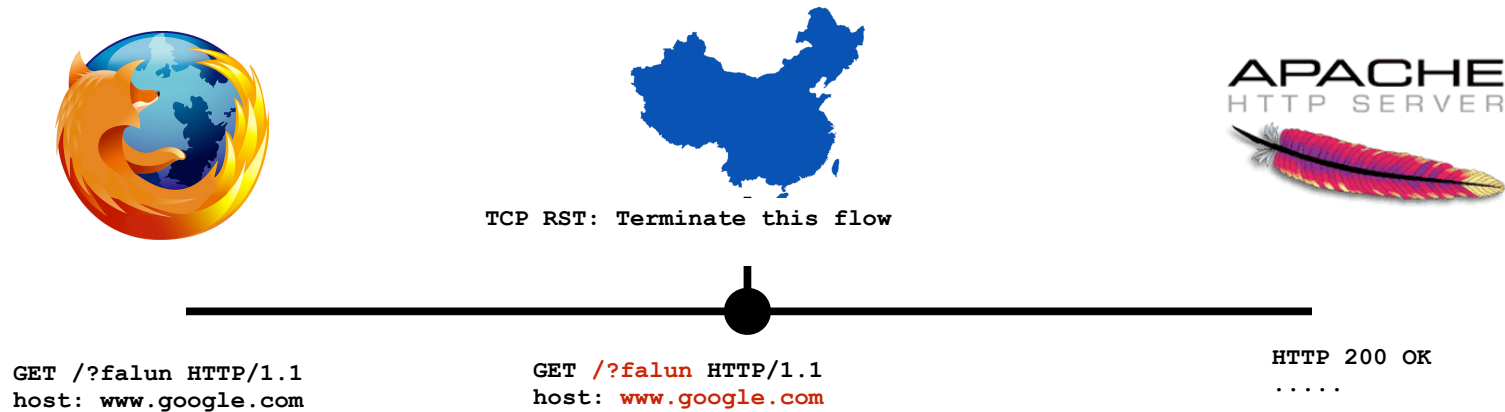 APACHE
HTTP SERVER
TCP RST: Terminate this flow
GET /?falun HTTP/1.1
host: www.google.com
GET /?falun HTTP/1.1
host: www.google.com
HTTP 200 OK
.....